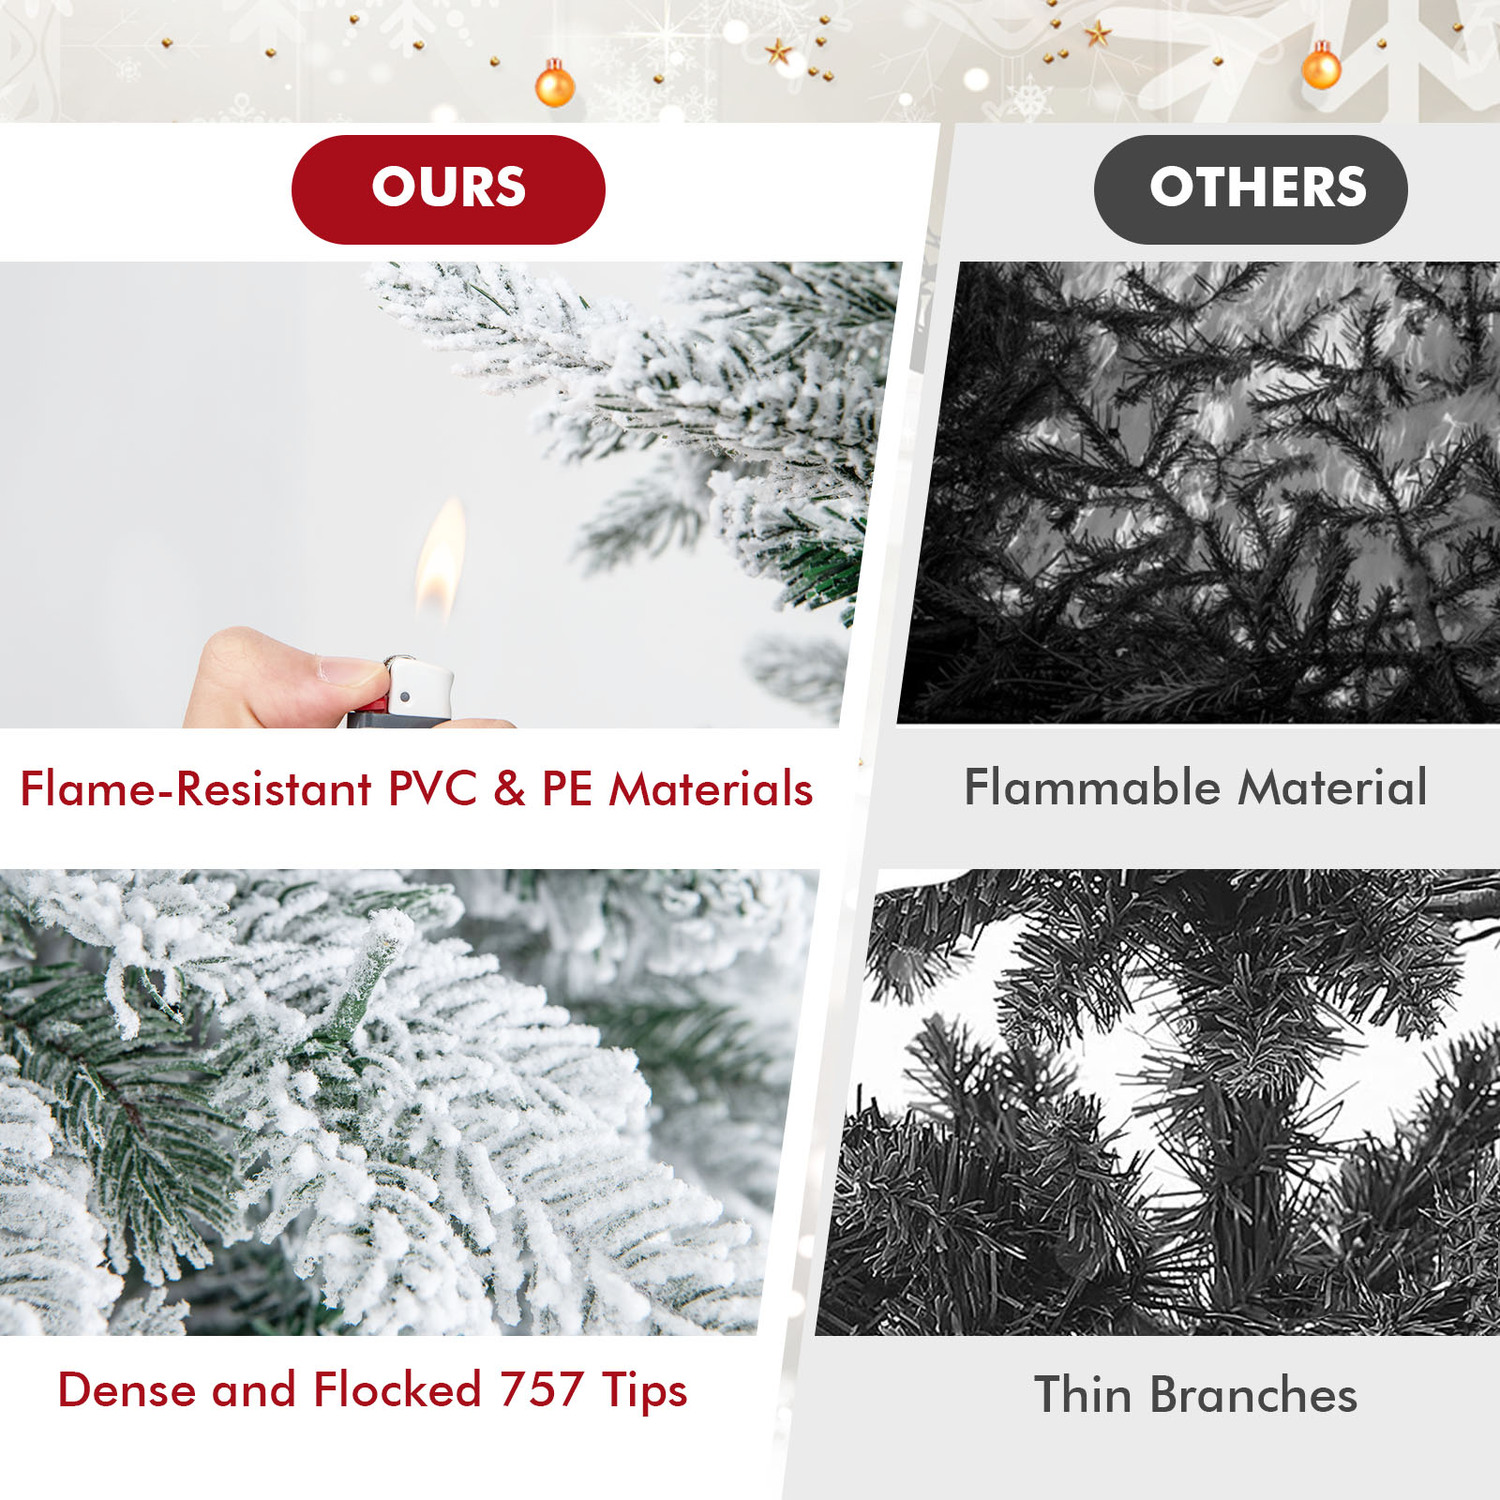 OURS
OTHERS
Flame-Resistant PVC & PE Materials
Flammable Material
Dense and Flocked 757 Tips
Thin Branches